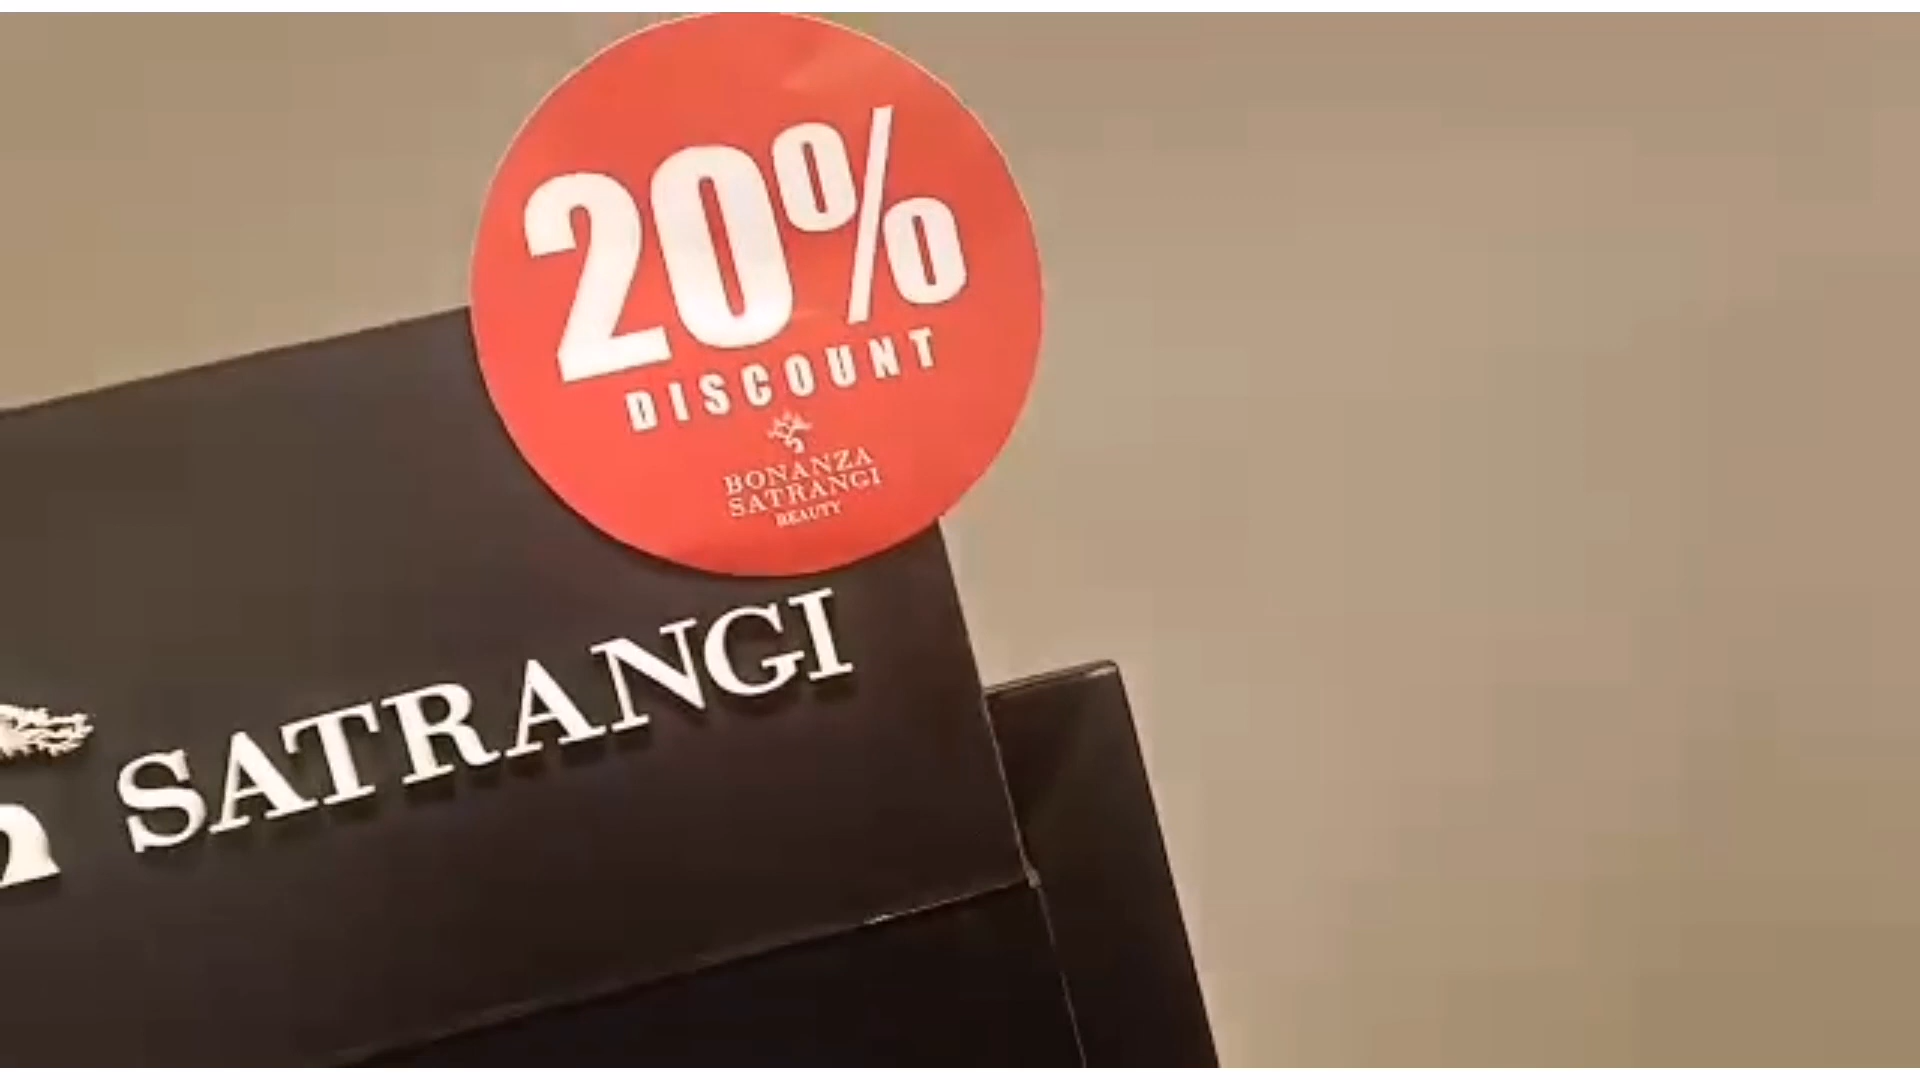 20%
DISCOUNT
BONANZA
SATRANGI
BEAUTY
SATRANGI